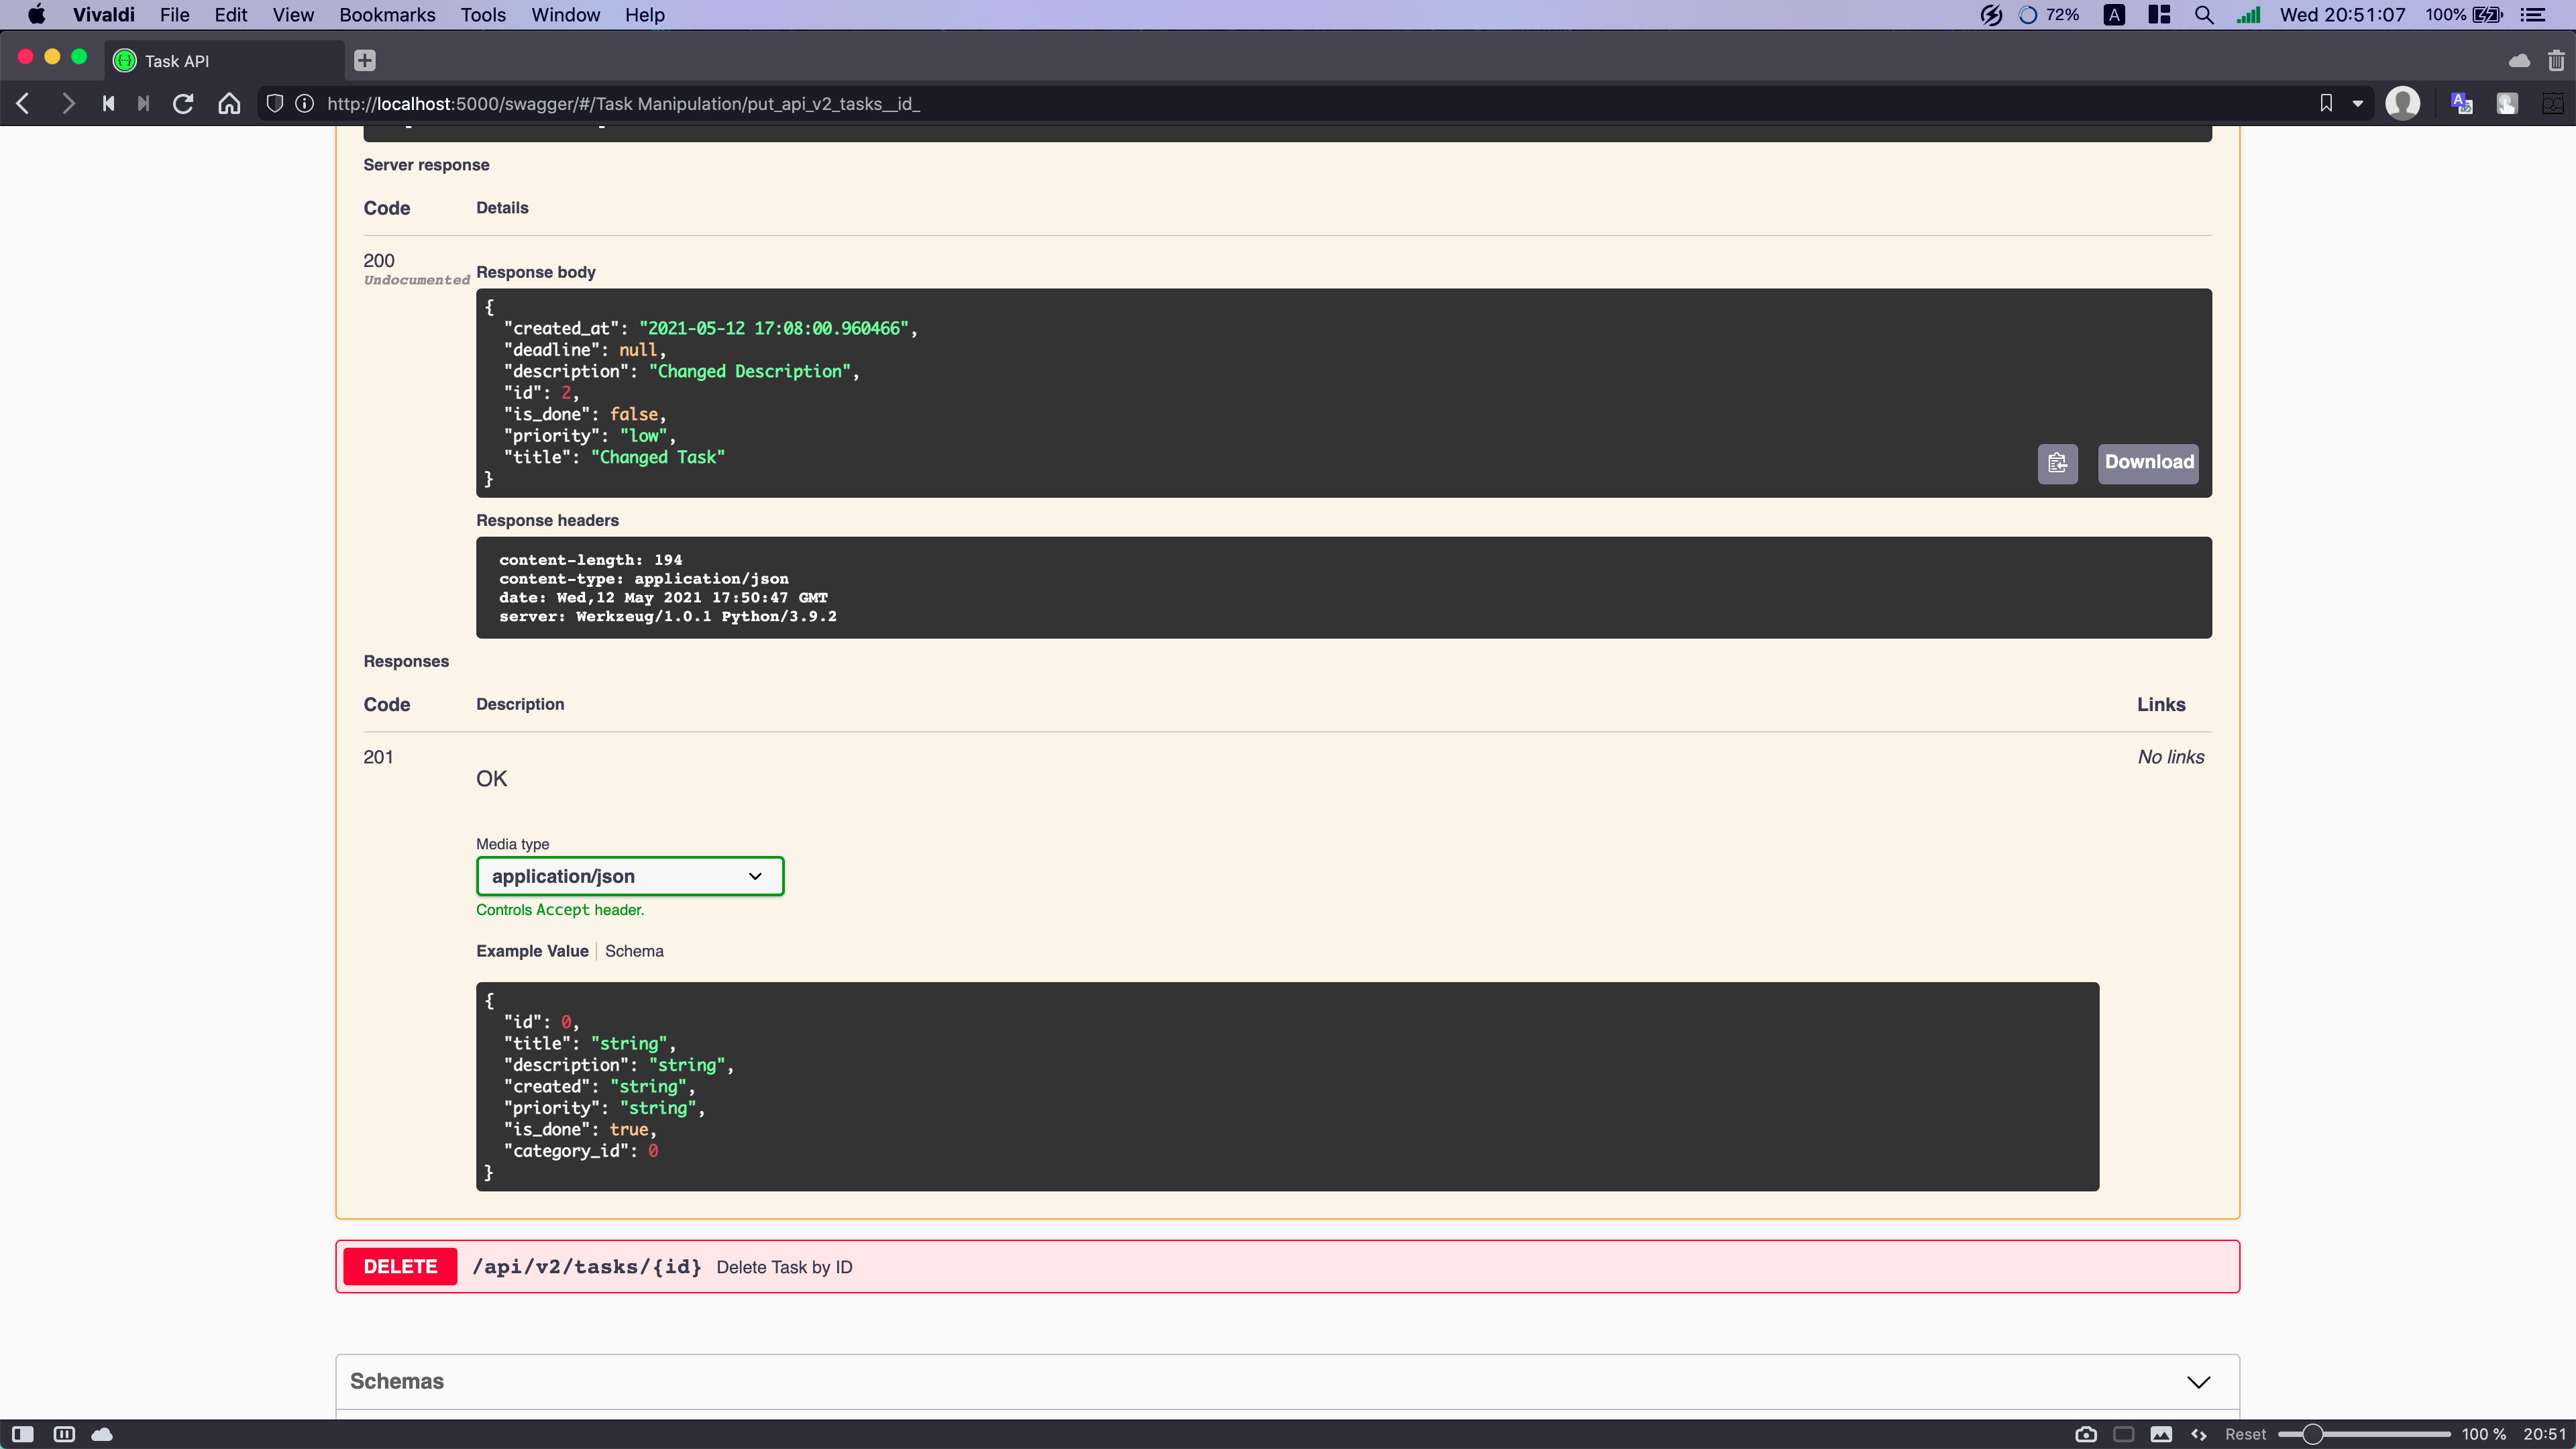 Vivaldi File Edit View Bookmarks Tools Window Help 72% A Wed 20:51:07 100%
Task API
http://localhost:5000/swagger/#/Task Manipulation/put_api_v2_tasks__id_
Server response
Code Details
200
Undocumented
Response body
{
"created_at": "2021-05-12 17:08:00.960466",
"deadline": null,
"description": "Changed Description",
"id": 2,
"is_done": false,
"priority": "low",
"title": "Changed Task"
}
Download
Response headers
content-length: 194
content-type: application/json
date: Wed,12 May 2021 17:50:47 GMT
server: Werkzeug/1.0.1 Python/3.9.2
Responses
Code Description Links
201 No links
OK
Media type
application/json
Controls Accept header.
Example Value Schema
{
"id": 0,
"title": "string",
"description": "string",
"created": "string",
"priority": "string",
"is_done": true,
"category_id": 0
}
DELETE /api/v2/tasks/{id} Delete Task by ID
Schemas
Reset 100 % 20:51